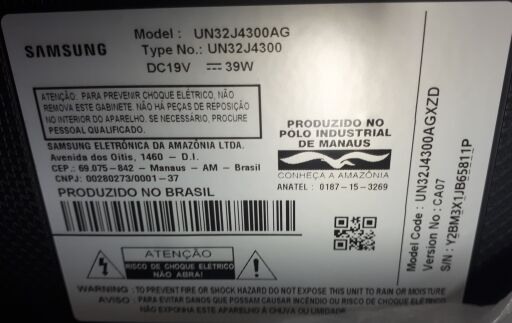 SAMSUNG
Model : UN32J4300AG
Type No.: UN32J4300
DC19V ⎓ 39W
ATENÇÃO: PARA PREVENIR CHOQUE ELÉTRICO, NÃO
REMOVA ESTE GABINETE. NÃO HÁ PEÇAS DE REPOSIÇÃO
NO INTERIOR DO APARELHO. SE NECESSÁRIO, PROCURE
PESSOAL QUALIFICADO.
SAMSUNG ELETRÔNICA DA AMAZÔNIA LTDA.
Avenida dos Oitis, 1460 - D.I.
CEP : 69.075-842 - Manaus - AM - Brasil
CNPJ: 00280273/0001-37
PRODUZIDO NO BRASIL
PRODUZIDO NO
POLO INDUSTRIAL
DE MANAUS
CONHEÇA A AMAZÔNIA
ANATEL : 0187-15-3269
ATENÇÃO
RISCO DE CHOQUE ELÉTRICO
NÃO ABRA!
WARNING : TO PREVENT FIRE OR SHOCK HAZARD DO NOT EXPOSE THIS UNIT TO RAIN OR MOISTURE
AVISO : PARA EVITAR DANOS QUE POSSAM CAUSAR INCÊNDIO OU RISCO DE CHOQUE ELÉTRICO
NÃO EXPONHA ESTE APARELHO À CHUVA OU UMIDADE
Model Code : UN32J4300AGXZD
Version No : CA07
S/N : Y2BM3X1JB65811P